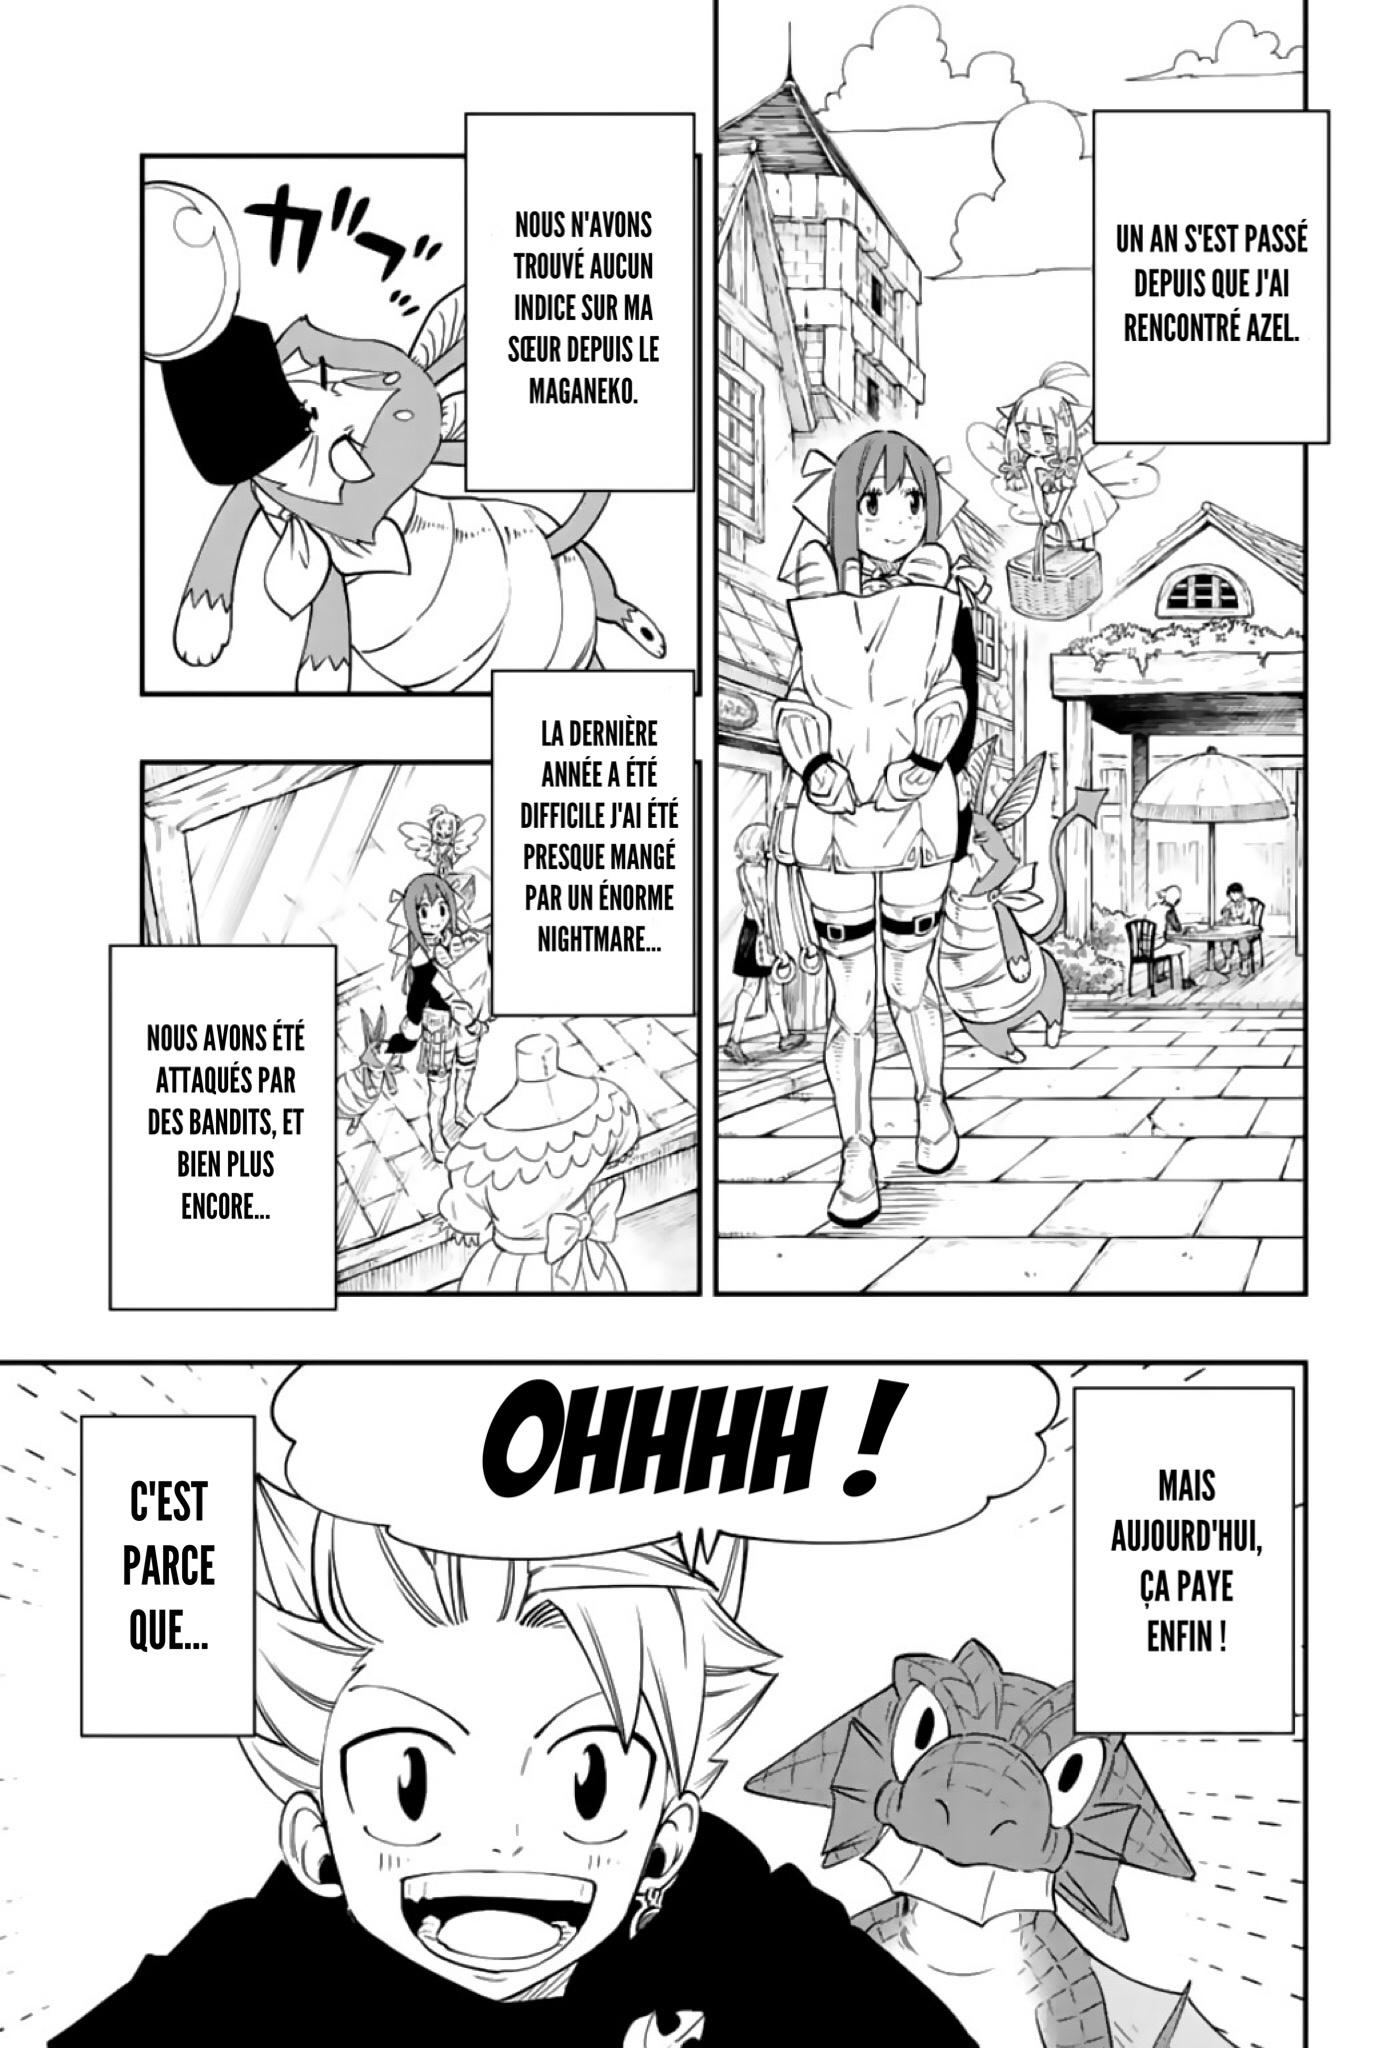 UN AN S'EST PASSÉ
DEPUIS QUE J'AI
RENCONTRÉ AZEL.
NOUS N'AVONS
TROUVÉ AUCUN
INDICE SUR MA
SŒUR DEPUIS LE
MAGANEKO.
ガブ
LA DERNIÈRE
ANNÉE A ÉTÉ
DIFFICILE J'AI ÉTÉ
PRESQUE MANGÉ
PAR UN ÉNORME
NIGHTMARE...
NOUS AVONS ÉTÉ
ATTAQUÉS PAR
DES BANDITS, ET
BIEN PLUS
ENCORE...
MAIS
AUJOURD'HUI,
ÇA PAYE
ENFIN !
OHHHH !
C'EST
PARCE
QUE...